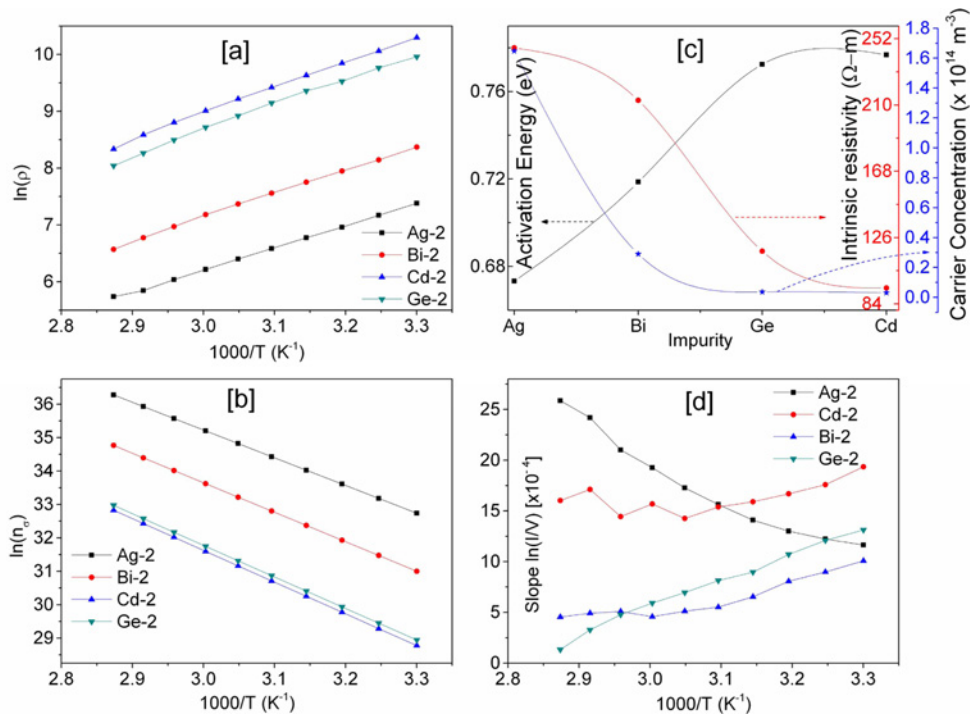 [a]
ln(ρ)
10
9
8
7
6
Ag-2
Bi-2
Cd-2
Ge-2
2.8 2.9 3.0 3.1 3.2 3.3
1000/T (K⁻¹)
[c]
Activation Energy (eV)
0.76
0.72
0.68
Ag Bi Ge Cd
Impurity
Intrinsic resistivity (Ω–m)
252
210
168
126
84
Carrier Concentration (x 10¹⁴ m⁻³)
1.8
1.6
1.4
1.2
1.0
0.8
0.6
0.4
0.2
0.0
[b]
ln(nσ)
36
35
34
33
32
31
30
29
Ag-2
Bi-2
Cd-2
Ge-2
2.8 2.9 3.0 3.1 3.2 3.3
1000/T (K⁻¹)
[d]
Slope ln(I/V) [x10⁻⁴]
25
20
15
10
5
0
Ag-2
Cd-2
Bi-2
Ge-2
2.8 2.9 3.0 3.1 3.2 3.3
1000/T (K⁻¹)